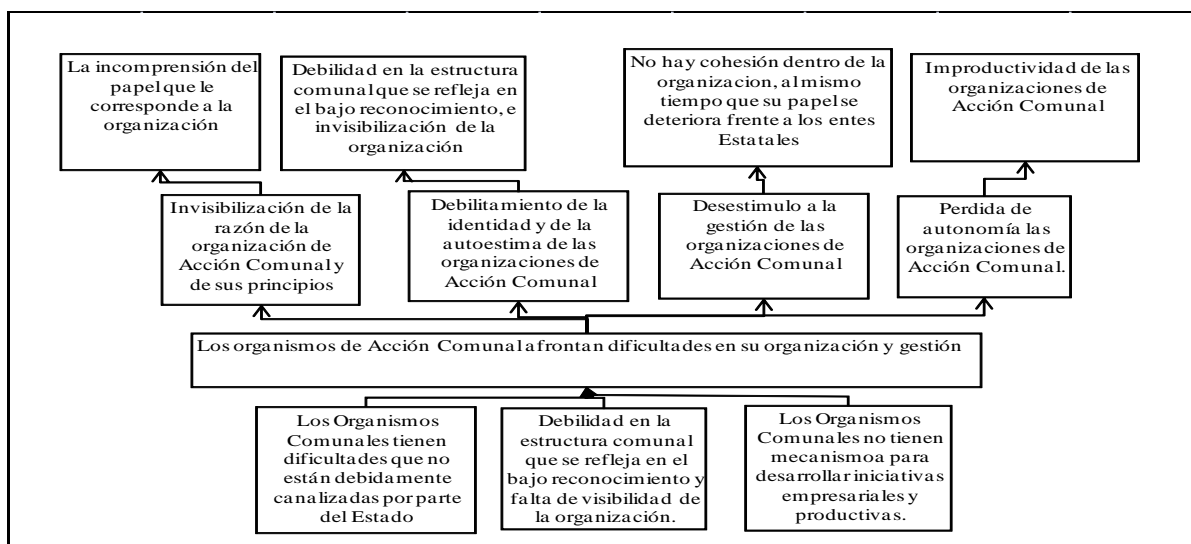 La incomprensión del
papel que le
corresponde a la
organización
Debilidad en la estructura
comunal que se refleja en
el bajo reconocimiento, e
invisibilización de la
organización
No hay cohesión dentro de la
organizacion, al mismo
tiempo que su papel se
deteriora frente a los entes
Estatales
Improductividad de las
organizaciones de
Acción Comunal
Invisibilización de la
razón de la
organización de
Acción Comunal y
de sus principios
Debilitamiento de la
identidad y de la
autoestima de las
organizaciones de
Acción Comunal
Desestimulo a la
gestión de las
organizaciones de
Acción Comunal
Perdida de
autonomía las
organizaciones de
Acción Comunal.
Los organismos de Acción Comunal afrontan dificultades en su organización y gestión
Los Organismos
Comunales tienen
dificultades que no
están debidamente
canalizadas por parte
del Estado
Debilidad en la
estructura comunal
que se refleja en el
bajo reconocimiento y
falta de visibilidad de
la organización.
Los Organismos
Comunales no tienen
mecanismoa para
desarrollar iniciativas
empresariales y
productivas.